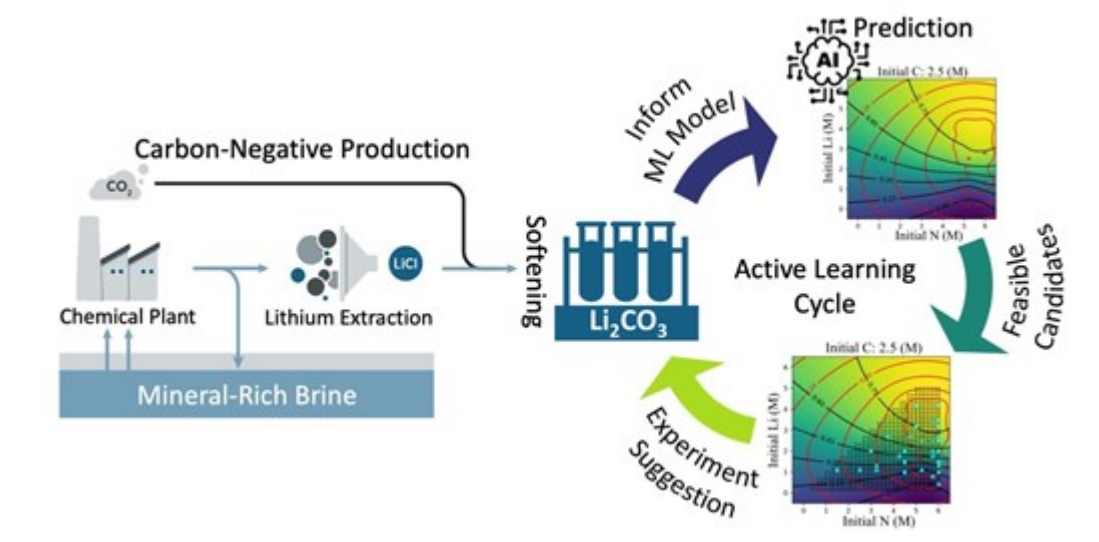 Carbon-Negative Production
CO₂
Chemical Plant
Lithium Extraction
LiCl
Mineral-Rich Brine
Softening
Li₂CO₃
Inform
ML Model
AI
Prediction
Initial C: 2.5 (M)
Initial Li (M)
Initial N (M)
Active Learning
Cycle
Feasible
Candidates
Initial C: 2.5 (M)
Initial Li (M)
Initial N (M)
Experiment
Suggestion